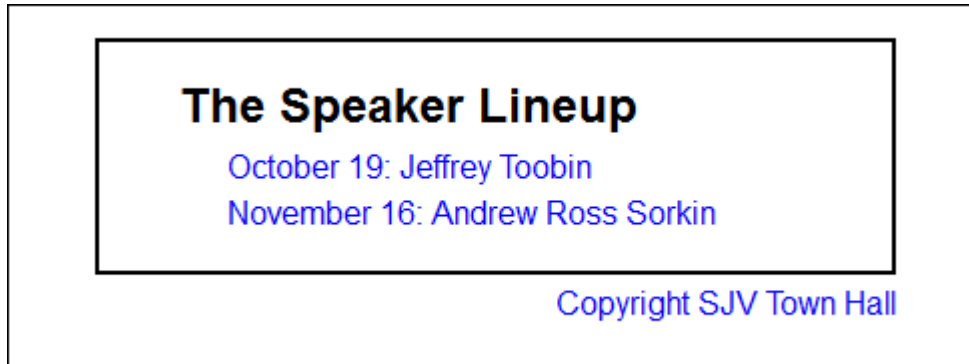 The Speaker Lineup
October 19: Jeffrey Toobin
November 16: Andrew Ross Sorkin
Copyright SJV Town Hall